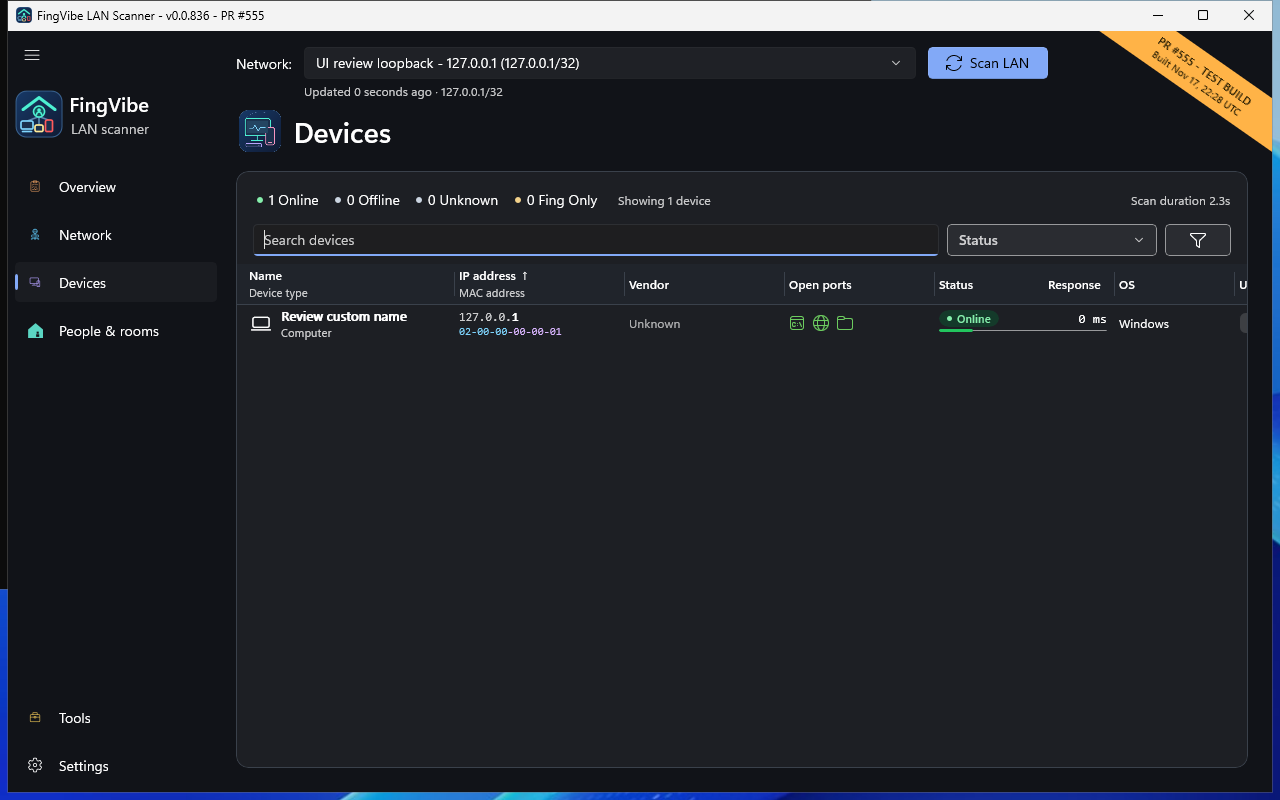 FingVibe LAN Scanner - v0.0.836 - PR #555
Network:
UI review loopback - 127.0.0.1 (127.0.0.1/32)
Scan LAN
Updated 0 seconds ago · 127.0.0.1/32
PR #555 - TEST BUILD
Built Nov 17, 22:28 UTC
FingVibe
LAN scanner
Devices
Overview
Network
Devices
People & rooms
Tools
Settings
1 Online
0 Offline
0 Unknown
0 Fing Only
Showing 1 device
Scan duration 2.3s
Search devices
Status
Name
Device type
IP address ↑
MAC address
Vendor
Open ports
Status
Response
OS
U
Review custom name
Computer
127.0.0.1
02-00-00-00-00-01
Unknown
C:\
Online
0 ms
Windows